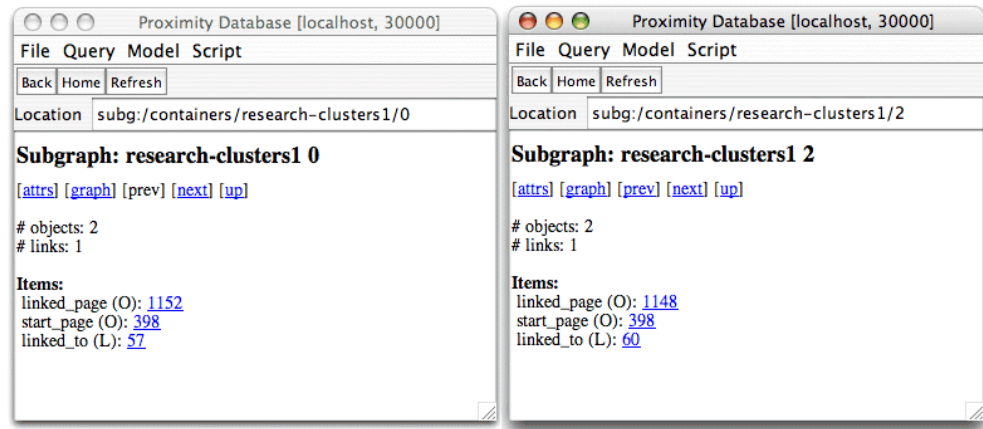 Proximity Database [localhost, 30000]
File Query Model Script
Back Home Refresh
Location subg:/containers/research-clusters1/0
Subgraph: research-clusters1 0
[attrs] [graph] [prev] [next] [up]
# objects: 2
# links: 1
Items:
linked_page (O): 1152
start_page (O): 398
linked_to (L): 57
Proximity Database [localhost, 30000]
File Query Model Script
Back Home Refresh
Location subg:/containers/research-clusters1/2
Subgraph: research-clusters1 2
[attrs] [graph] [prev] [next] [up]
# objects: 2
# links: 1
Items:
linked_page (O): 1148
start_page (O): 398
linked_to (L): 60